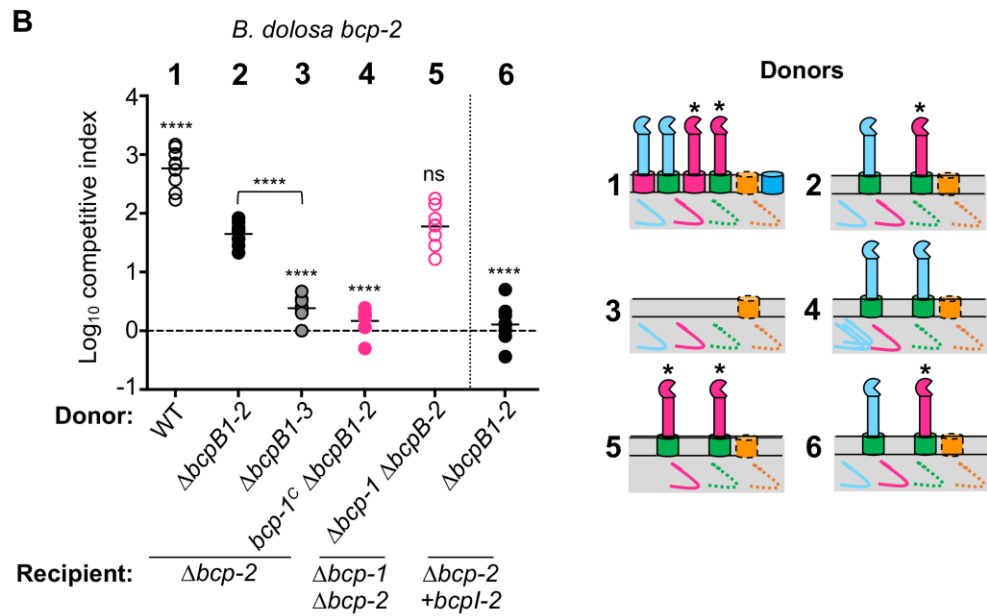 B
B. dolosa bcp-2
1 2 3 4 5 6
Log10 competitive index
4
3
2
1
0
-1
****
****
****
****
ns
****
Donor:
WT
ΔbcpB1-2
ΔbcpB1-3
bcp-1ᶜ ΔbcpB1-2
Δbcp-1 ΔbcpB-2
ΔbcpB1-2
Recipient:
Δbcp-2
Δbcp-1
Δbcp-2
Δbcp-2
+bcpI-2
Donors
* *
1
*
2
3
4
* *
5
*
6